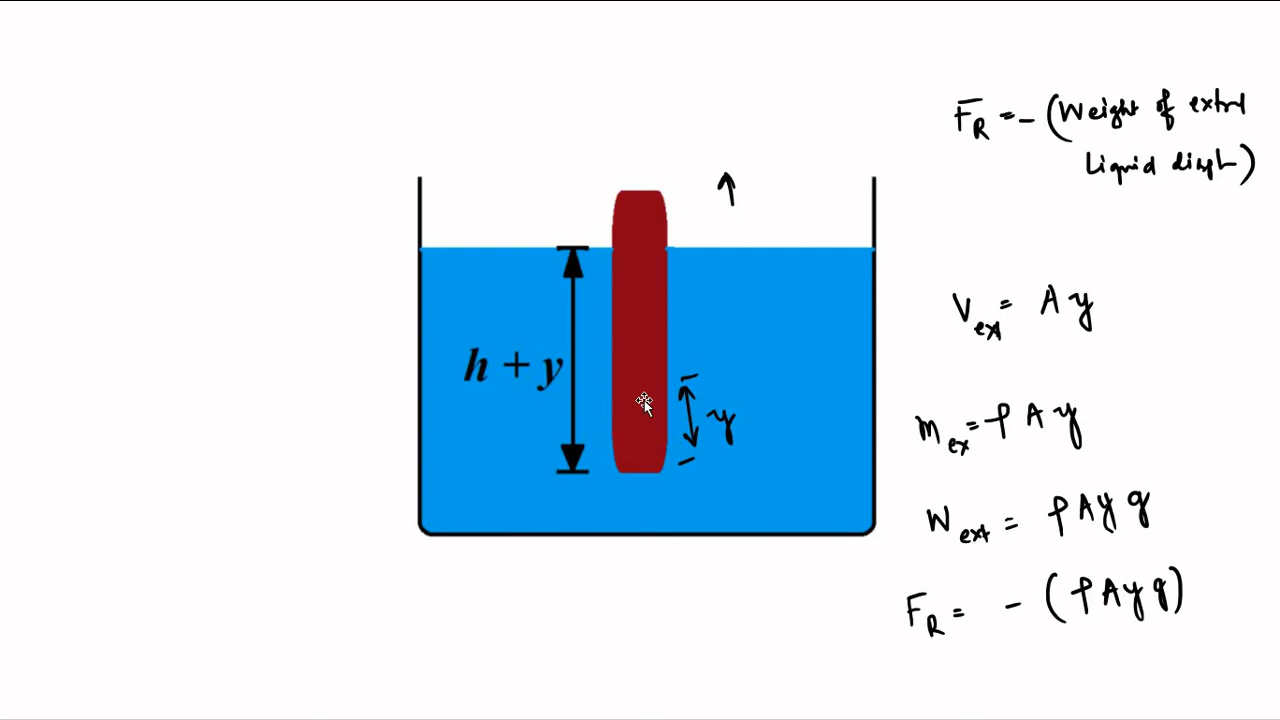 F_R = - (Weight of extra
Liquid displ)
h + y
y
V_ex = A y
m_ex = ρ A y
W_ext = ρ A y g
F_R = - (ρ A y g)